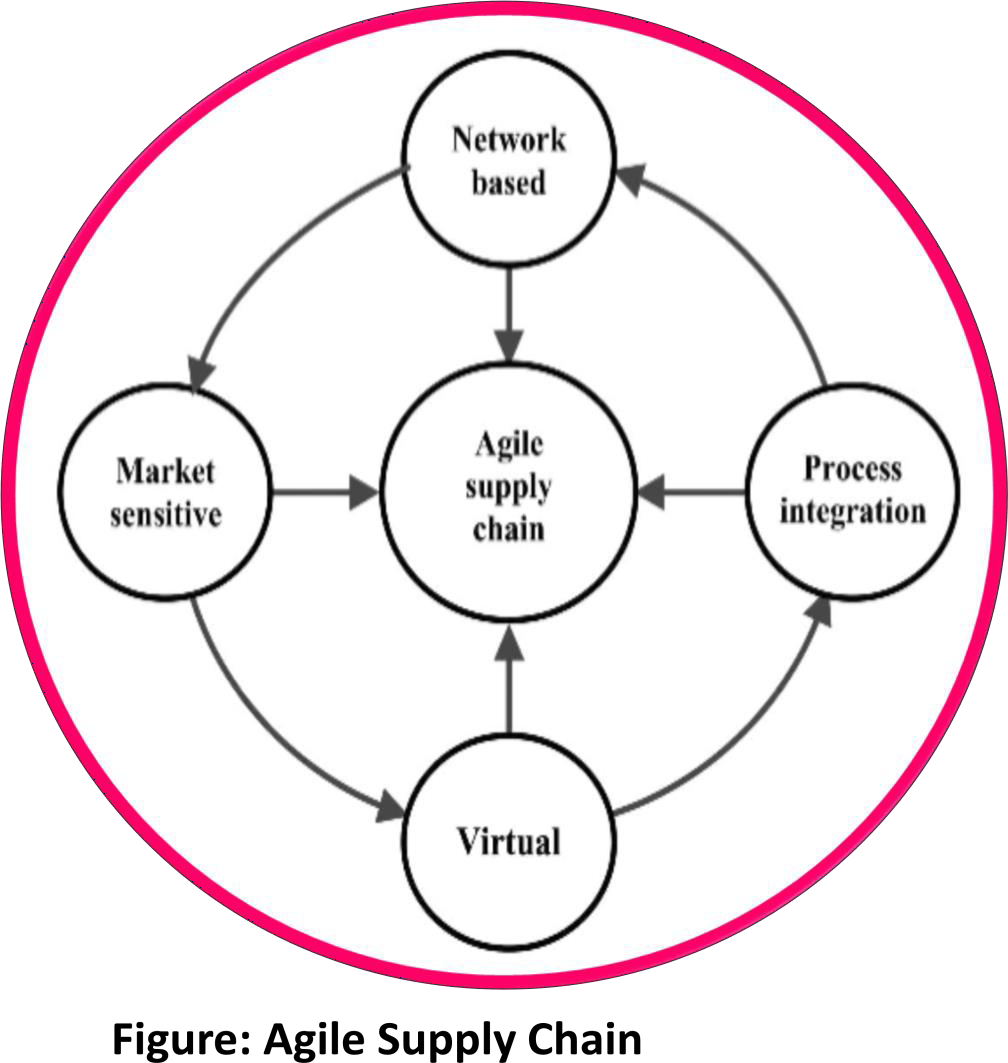 Network
based
Market
sensitive
Agile
supply
chain
Process
integration
Virtual
Figure: Agile Supply Chain